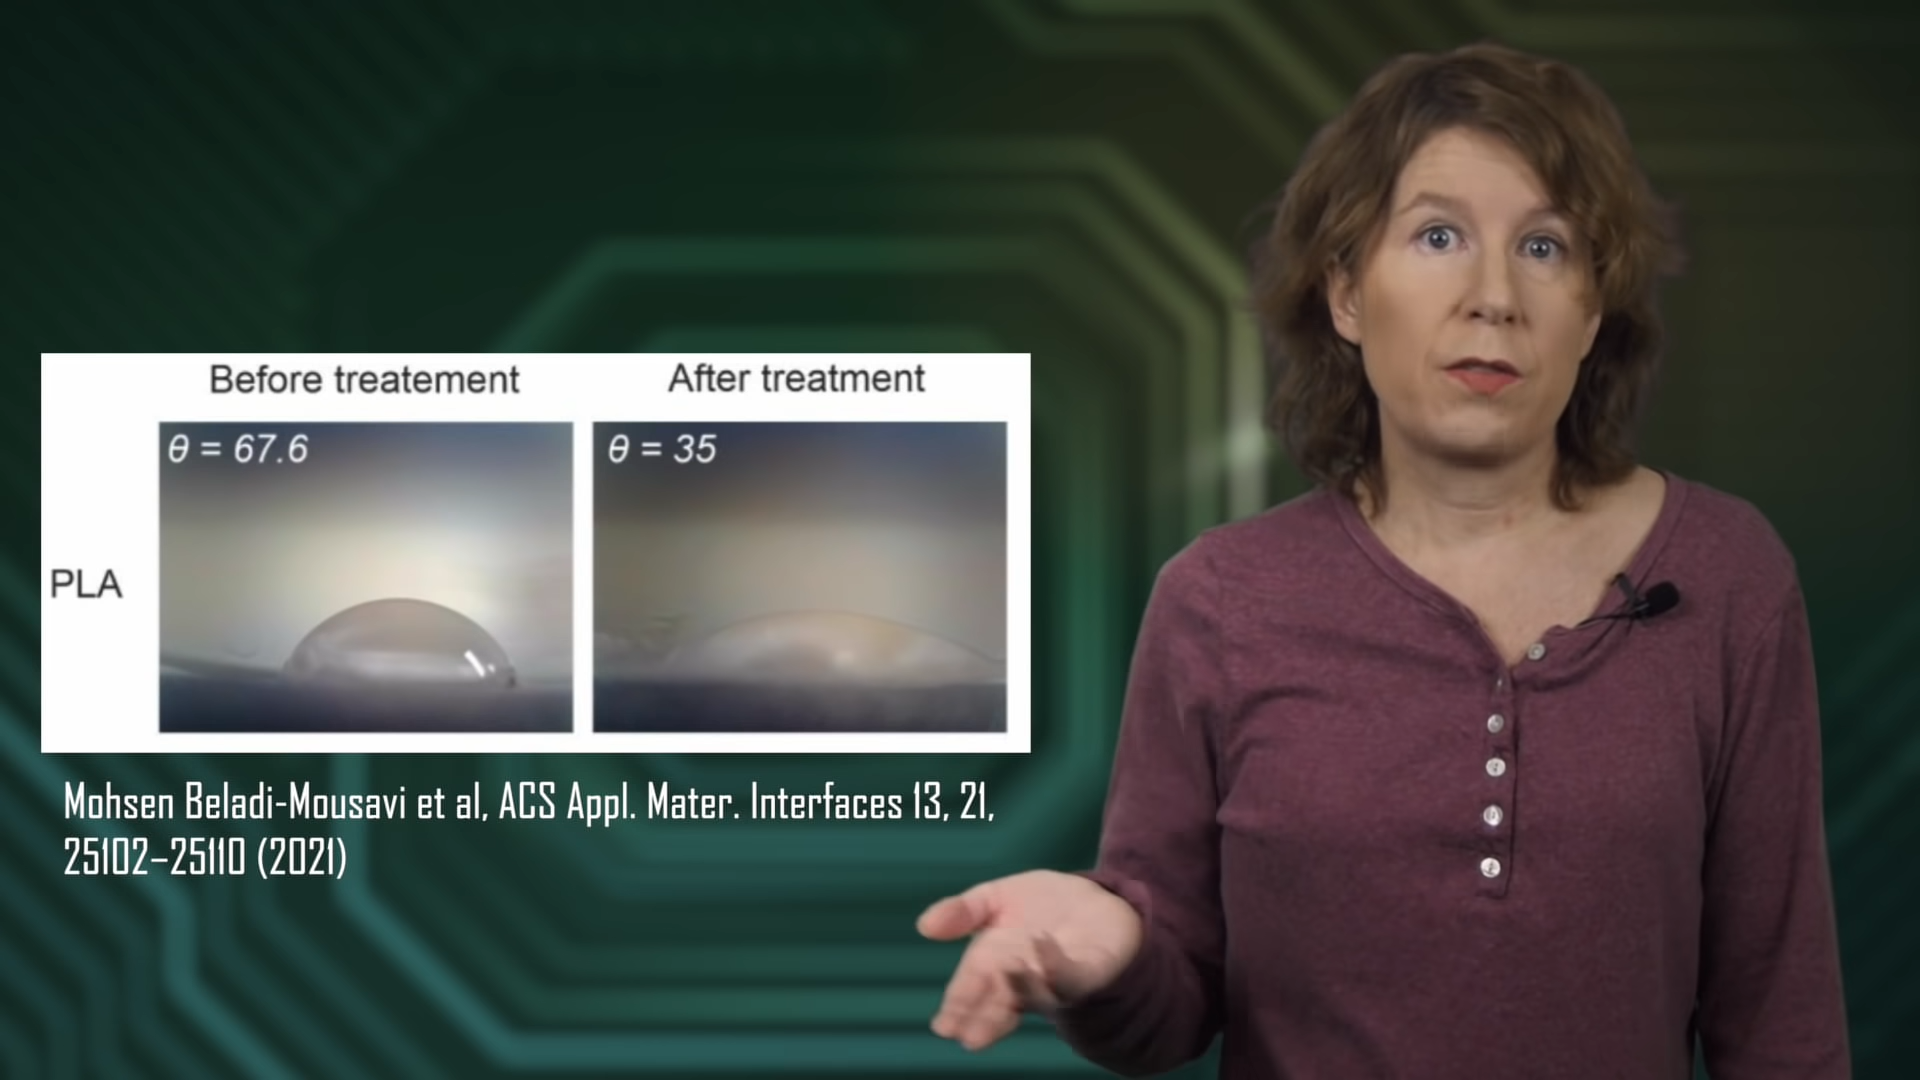 Before treatement
After treatment
θ = 67.6
θ = 35
PLA
Mohsen Beladi-Mousavi et al, ACS Appl. Mater. Interfaces 13, 21,
25102–25110 (2021)